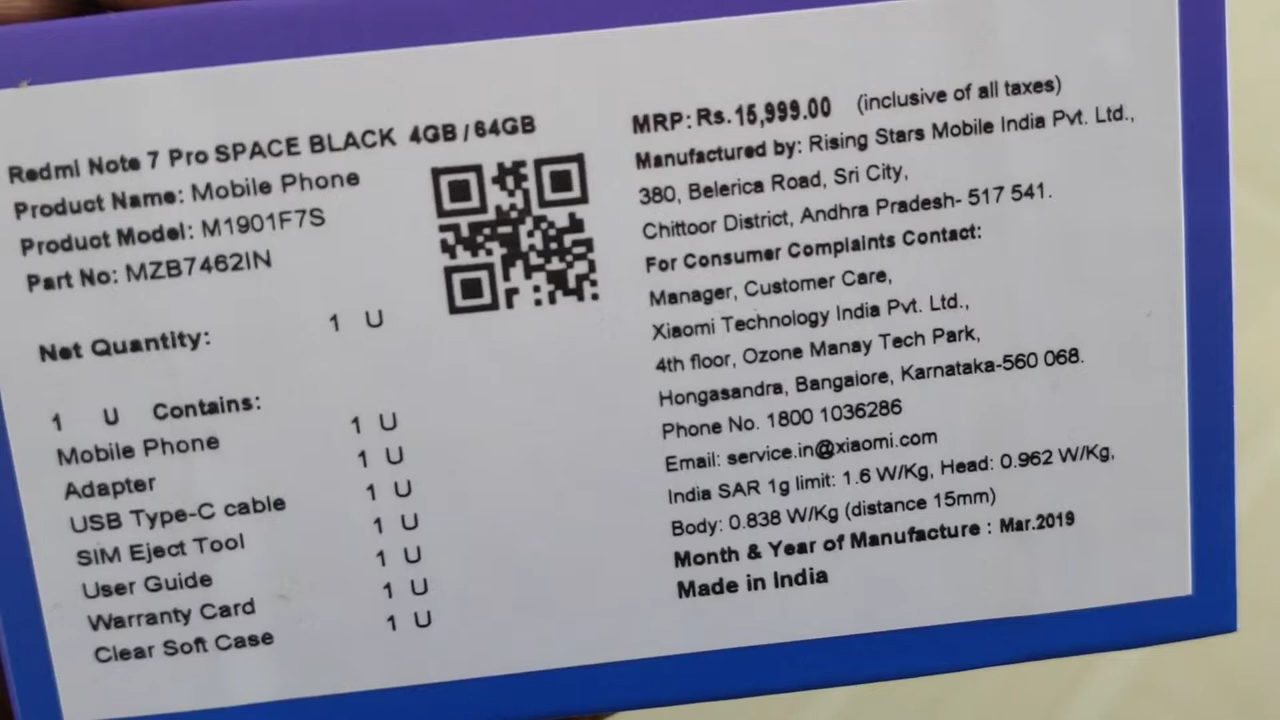 Redmi Note 7 Pro SPACE BLACK 4GB/64GB
Product Name: Mobile Phone
Product Model: M1901F7S
Part No: MZB7462IN
Net Quantity: 1 U
1 U Contains:
Mobile Phone 1 U
Adapter 1 U
USB Type-C cable 1 U
SIM Eject Tool 1 U
User Guide 1 U
Warranty Card 1 U
Clear Soft Case 1 U
MRP: Rs. 15,999.00 (inclusive of all taxes)
Manufactured by: Rising Stars Mobile India Pvt. Ltd.,
380, Belerica Road, Sri City,
Chittoor District, Andhra Pradesh- 517 541.
For Consumer Complaints Contact:
Manager, Customer Care,
Xiaomi Technology India Pvt. Ltd.,
4th floor, Ozone Manay Tech Park,
Hongasandra, Bangalore, Karnataka-560 068.
Phone No. 1800 1036286
Email: service.in@xiaomi.com
India SAR 1g limit: 1.6 W/Kg, Head: 0.962 W/Kg,
Body: 0.838 W/Kg (distance 15mm)
Month & Year of Manufacture : Mar.2019
Made in India